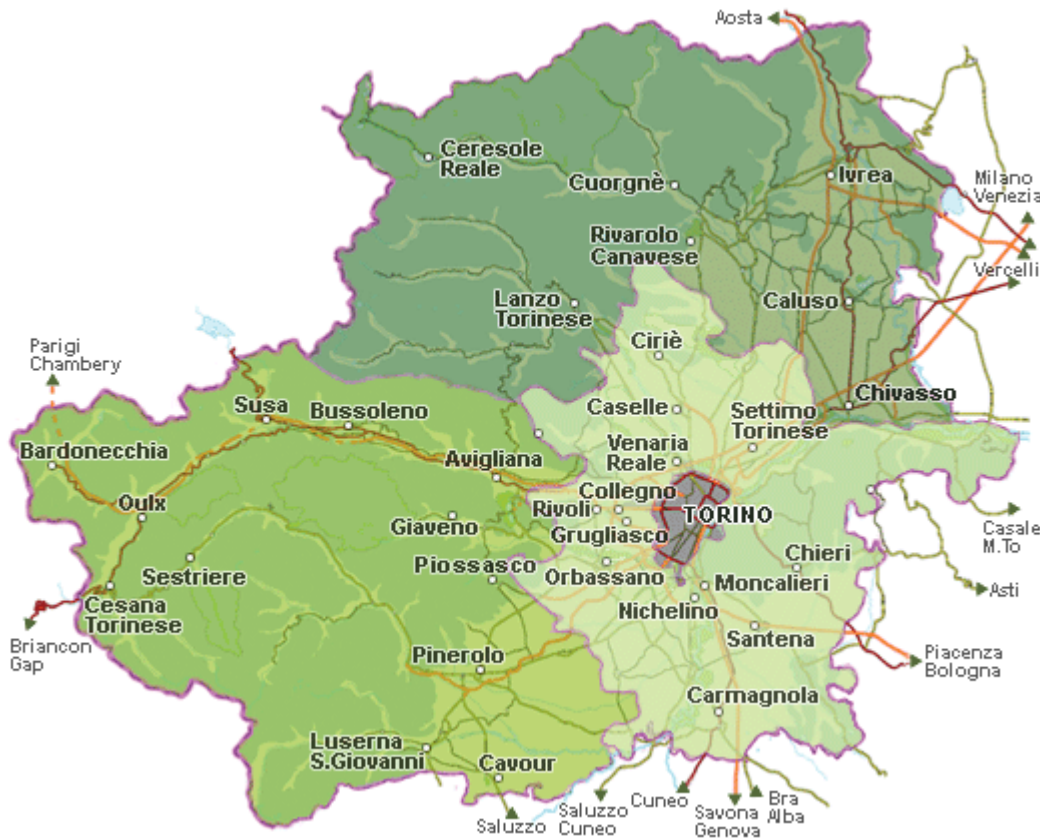 Aosta
Ceresole
Reale
Cuorgnè
Ivrea
Milano
Venezia
Rivarolo
Canavese
Vercelli
Lanzo
Torinese
Caluso
Parigi
Chambery
Ciriè
Susa
Bussoleno
Caselle
Chivasso
Settimo
Torinese
Bardonecchia
Avigliana
Venaria
Reale
Oulx
Giaveno
Rivoli
Collegno
TORINO
Grugliasco
Casale
M.To
Sestriere
Piossasco
Orbassano
Chieri
Moncalieri
Asti
Cesana
Torinese
Nichelino
Briancon
Gap
Santena
Pinerolo
Piacenza
Bologna
Carmagnola
Luserna
S.Giovanni
Cavour
Saluzzo
Saluzzo
Cuneo
Cuneo
Savona
Genova
Bra
Alba